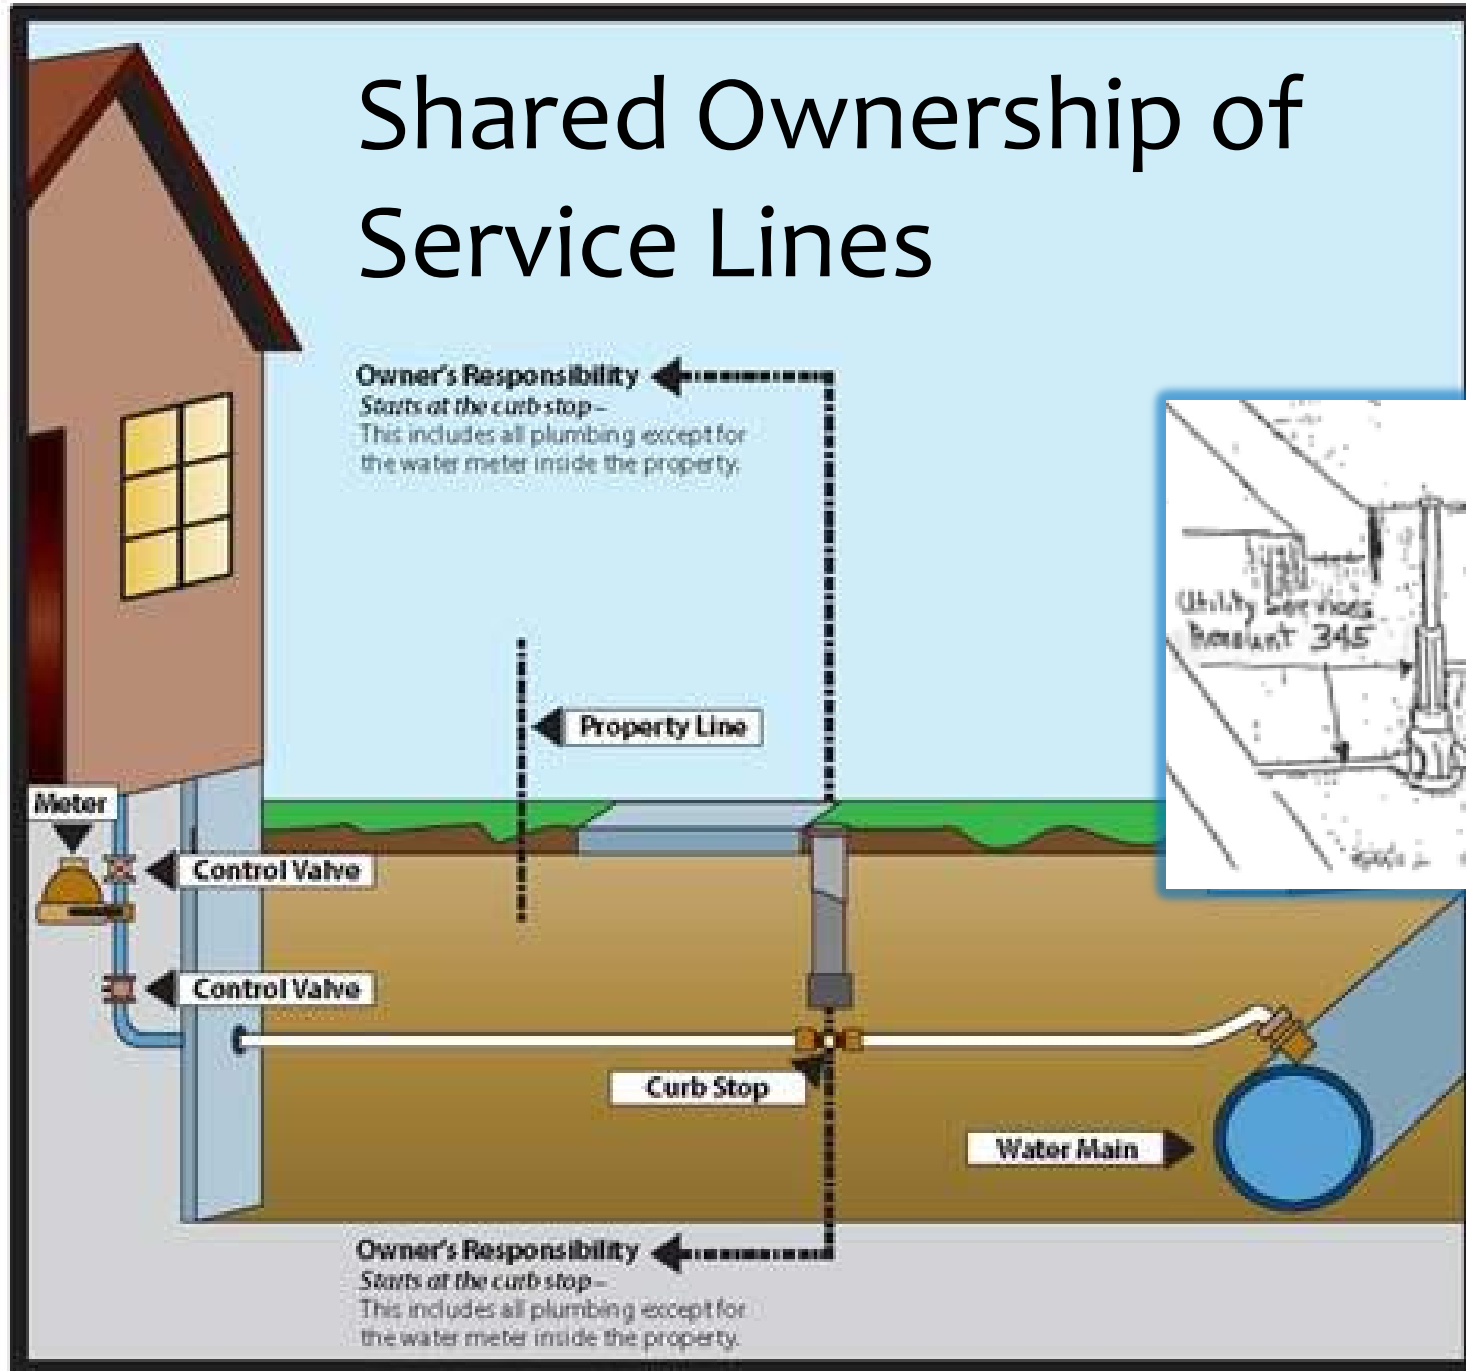 Shared Ownership of
Service Lines
Owner's Responsibility
Starts at the curb stop –
This includes all plumbing except for
the water meter inside the property.
Utility Services
Amount 345
Property Line
Meter
Control Valve
Control Valve
Curb Stop
Water Main
Owner's Responsibility
Starts at the curb stop –
This includes all plumbing except for
the water meter inside the property.